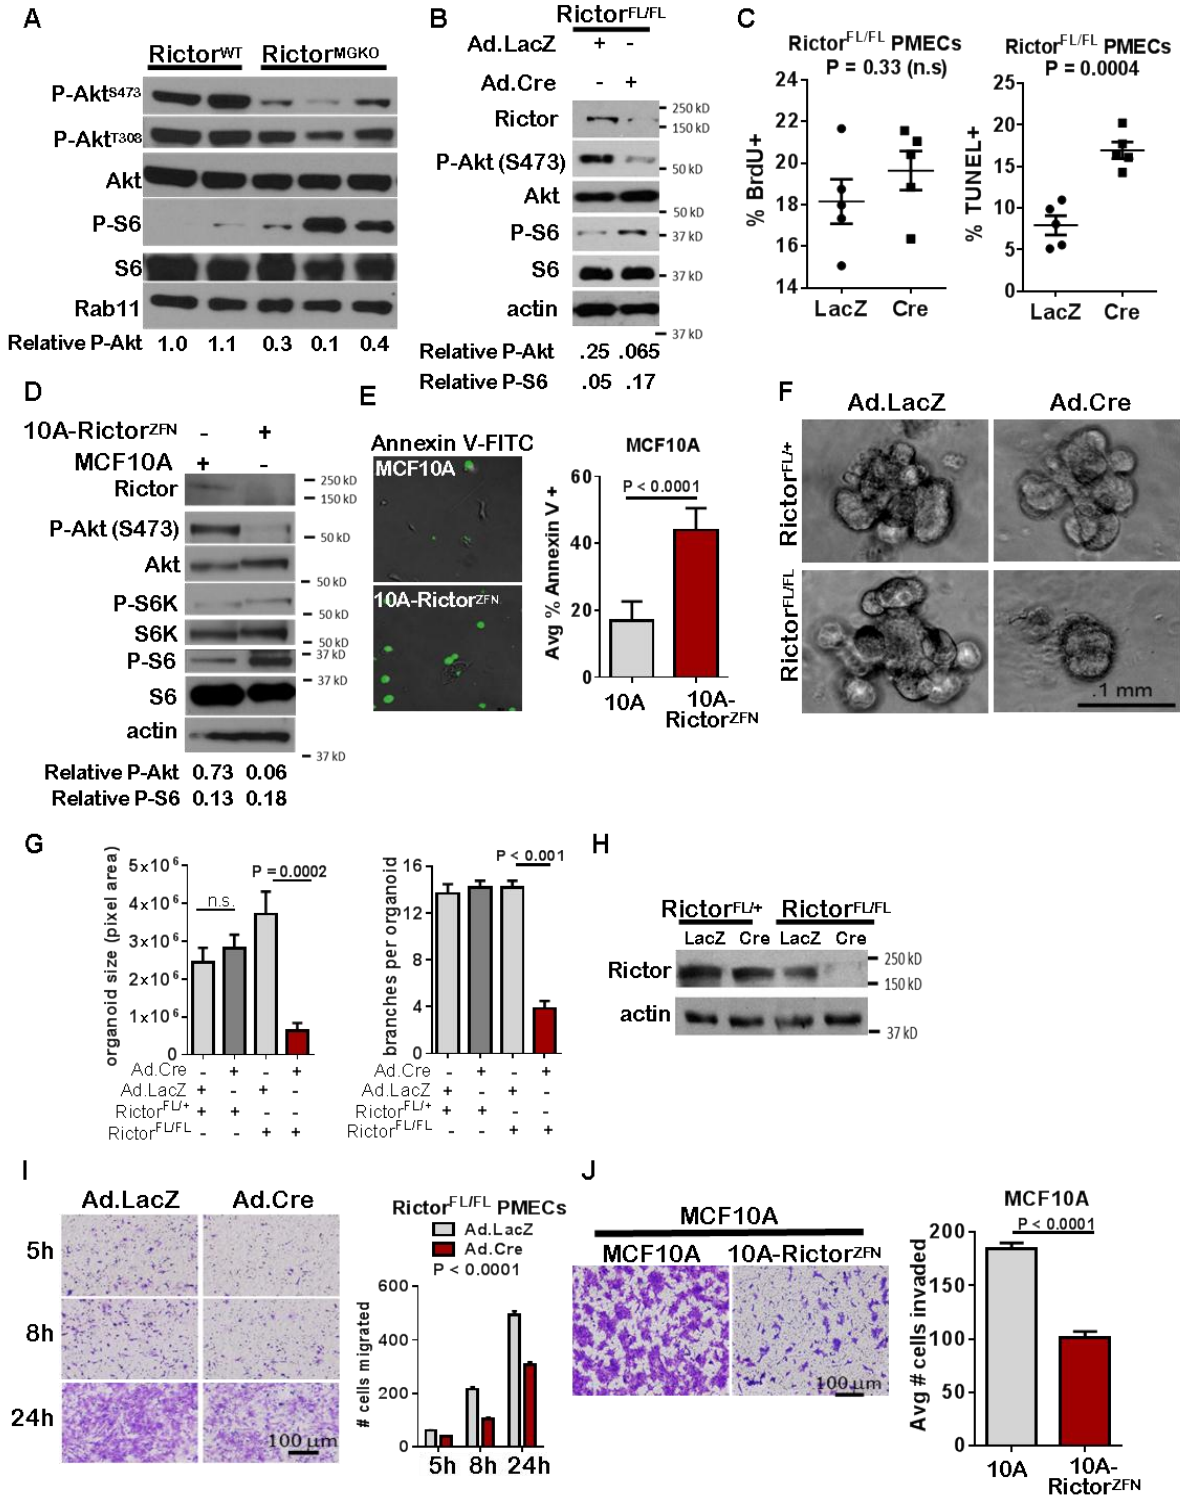 A
Rictor^WT Rictor^MGKO
P-Akt^S473
P-Akt^T308
Akt
P-S6
S6
Rab11
Relative P-Akt 1.0 1.1 0.3 0.1 0.4
B
Rictor^FL/FL
Ad.LacZ + -
Ad.Cre - +
Rictor
250 kD
150 kD
P-Akt (S473)
50 kD
Akt
50 kD
P-S6
37 kD
S6
37 kD
actin
37 kD
Relative P-Akt .25 .065
Relative P-S6 .05 .17
C
Rictor^FL/FL PMECs
P = 0.33 (n.s)
% BrdU+
24
22
20
18
16
14
LacZ Cre
Rictor^FL/FL PMECs
P = 0.0004
% TUNEL+
25
20
15
10
5
0
LacZ Cre
D
10A-Rictor^ZFN - +
MCF10A + -
Rictor
250 kD
150 kD
P-Akt (S473)
50 kD
Akt
50 kD
P-S6K
50 kD
S6K
50 kD
P-S6
37 kD
37 kD
S6
actin
37 kD
Relative P-Akt 0.73 0.06
Relative P-S6 0.13 0.18
E
Annexin V-FITC
MCF10A
10A-Rictor^ZFN
MCF10A
P < 0.0001
Avg % Annexin V +
60
40
20
0
10A 10A-
Rictor^ZFN
F
Ad.LacZ Ad.Cre
Rictor^FL/+
Rictor^FL/FL
.1 mm
G
organoid size (pixel area)
5x10^6
4x10^6
3x10^6
2x10^6
1x10^6
0
n.s.
P = 0.0002
Ad.Cre - + - +
Ad.LacZ + - + -
Rictor^FL/+ + + - -
Rictor^FL/FL - - + +
branches per organoid
16
12
8
4
0
P < 0.001
Ad.Cre - + - +
Ad.LacZ + - + -
Rictor^FL/+ + + - -
Rictor^FL/FL - - + +
H
Rictor^FL/+ Rictor^FL/FL
LacZ Cre LacZ Cre
Rictor
250 kD
150 kD
actin
37 kD
I
Ad.LacZ Ad.Cre
5h
8h
24h
100 µm
Rictor^FL/FL PMECs
Ad.LacZ
Ad.Cre
P < 0.0001
# cells migrated
600
400
200
0
5h 8h 24h
J
MCF10A
MCF10A 10A-Rictor^ZFN
100 µm
MCF10A
P < 0.0001
Avg # cells invaded
200
150
100
50
0
10A 10A-
Rictor^ZFN